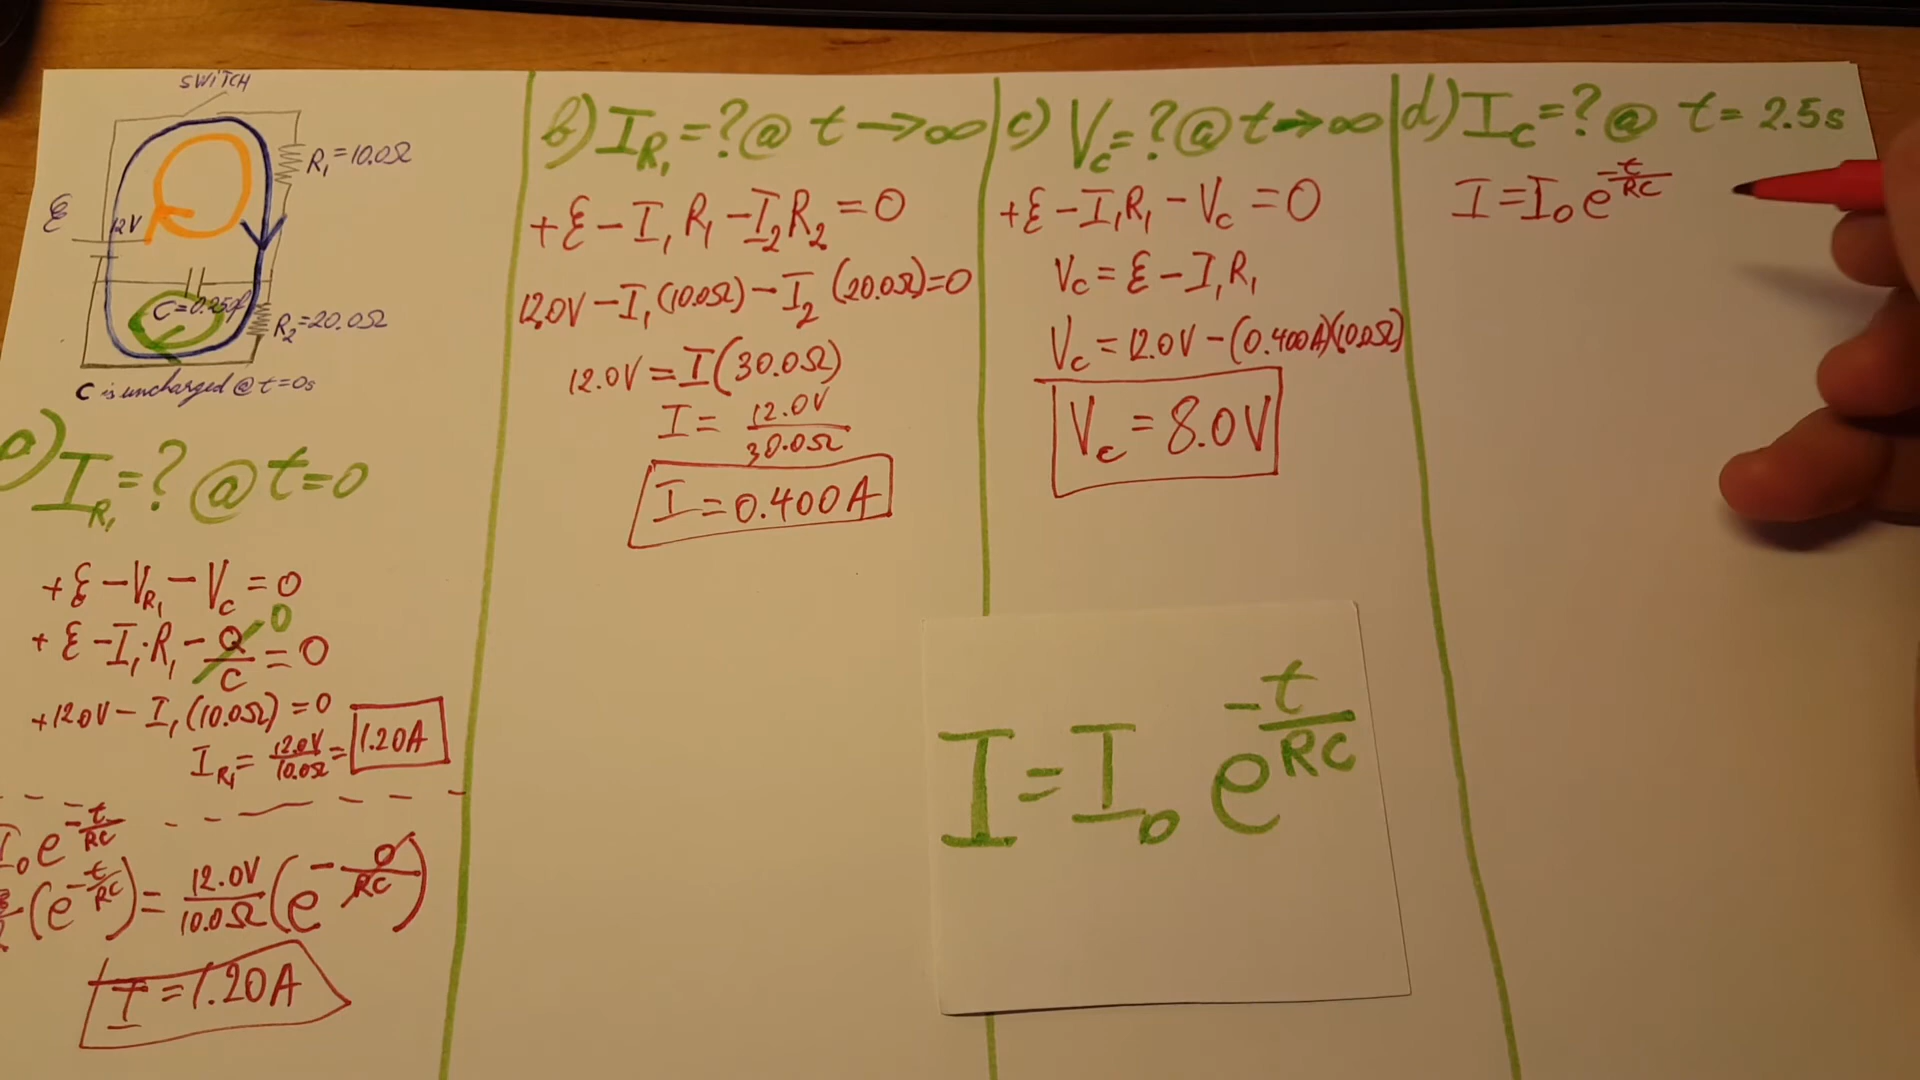 SWITCH
R₁=10.0Ω
ℰ
12V
C=0.250F
R₂=20.0Ω
C is uncharged @ t=0s
a) I_R₁=? @ t=0
+ℰ-V_R₁-V_C=0
+ℰ-I₁·R₁-Q/C=0
0
+12.0V-I₁(10.0Ω)=0
I_R₁=12.0V/10.0Ω=1.20A
I₀e^(-t/RC)
(e^(-t/RC))=12.0V/10.0Ω(e^(-0/RC))
I=1.20A
b) I_R₁=? @ t→∞
+ℰ-I₁R₁-I₂R₂=0
12.0V-I₁(10.0Ω)-I₂(20.0Ω)=0
12.0V=I(30.0Ω)
I=12.0V/30.0Ω
I=0.400A
c) V_C=? @ t→∞
+ℰ-I₁R₁-V_C=0
V_C=ℰ-I₁R₁
V_C=12.0V-(0.400A)(10.0Ω)
V_C=8.0V
I=I₀e^(-t/RC)
d) I_C=? @ t=2.5s
I=I₀e^(-t/RC)